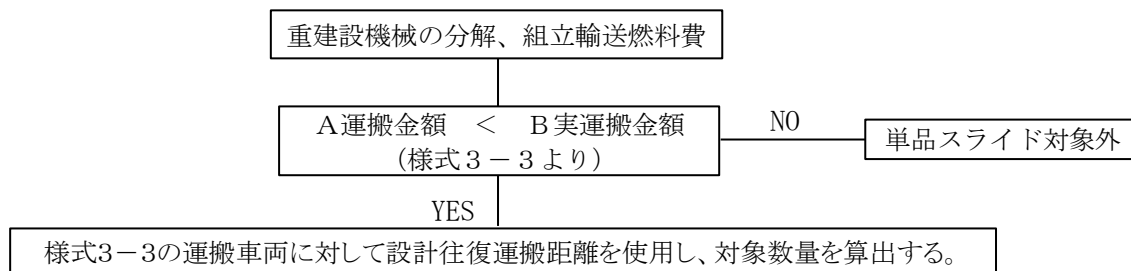 重建設機械の分解、組立輸送燃料費
A運搬金額 < B実運搬金額
(様式3-3より)
NO
単品スライド対象外
YES
様式3-3の運搬車両に対して設計往復運搬距離を使用し、対象数量を算出する。